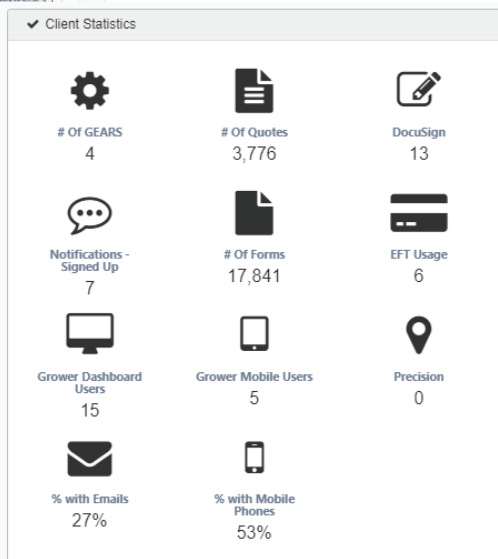 Client Statistics
# Of GEARS
4
# Of Quotes
3,776
DocuSign
13
Notifications -
Signed Up
7
# Of Forms
17,841
EFT Usage
6
Grower Dashboard
Users
15
Grower Mobile Users
5
Precision
0
% with Emails
27%
% with Mobile
Phones
53%